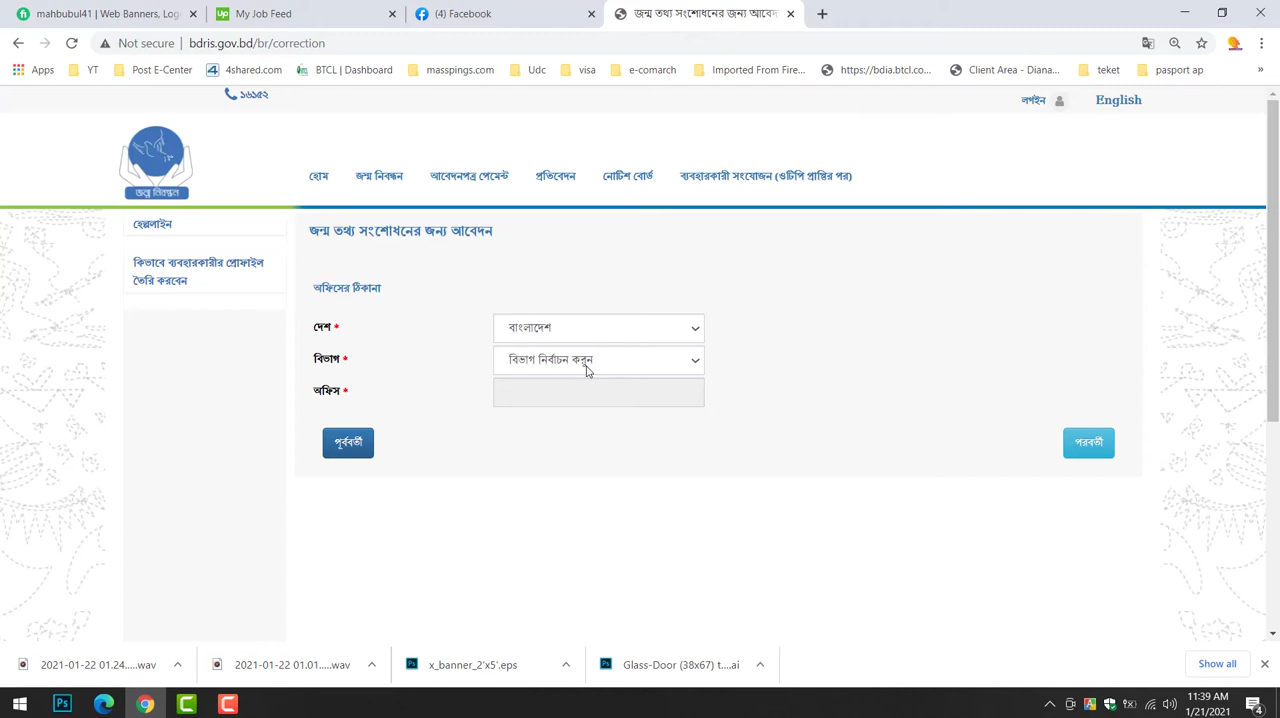 mahbubul41 | Web Banners, Log
My Job Feed
(4) Facebook
জন্ম তথ্য সংশোধনের জন্য আবেদন
Not secure | bdris.gov.bd/br/correction
Apps
YT
Post E-Center
4shared.com
BTCL | Dashboard
masspings.com
Udc
visa
e-comarch
Imported From Fire...
https://bdia.btcl.co...
Client Area - Diana...
teket
pasport ap
১৬১৫২
লগইন
English
জন্ম নিবন্ধন
হোম
জন্ম নিবন্ধন
আবেদনপত্র পেমেন্ট
প্রতিবেদন
নোটিশ বোর্ড
ব্যবহারকারী সংযোজন (ওটিপি প্রাপ্তির পর)
হেল্পলাইন
কিভাবে ব্যবহারকারীর প্রোফাইল
তৈরি করবেন
জন্ম তথ্য সংশোধনের জন্য আবেদন
অফিসের ঠিকানা
দেশ *
বাংলাদেশ
বিভাগ *
বিভাগ নির্বাচন করুন
অফিস *
পূর্ববর্তী
পরবর্তী
2021-01-22 01.24.....wav
2021-01-22 01.01.....wav
x_banner_2'x5'.eps
Glass-Door (38x67) t....ai
Show all
11:39 AM
1/21/2021
4